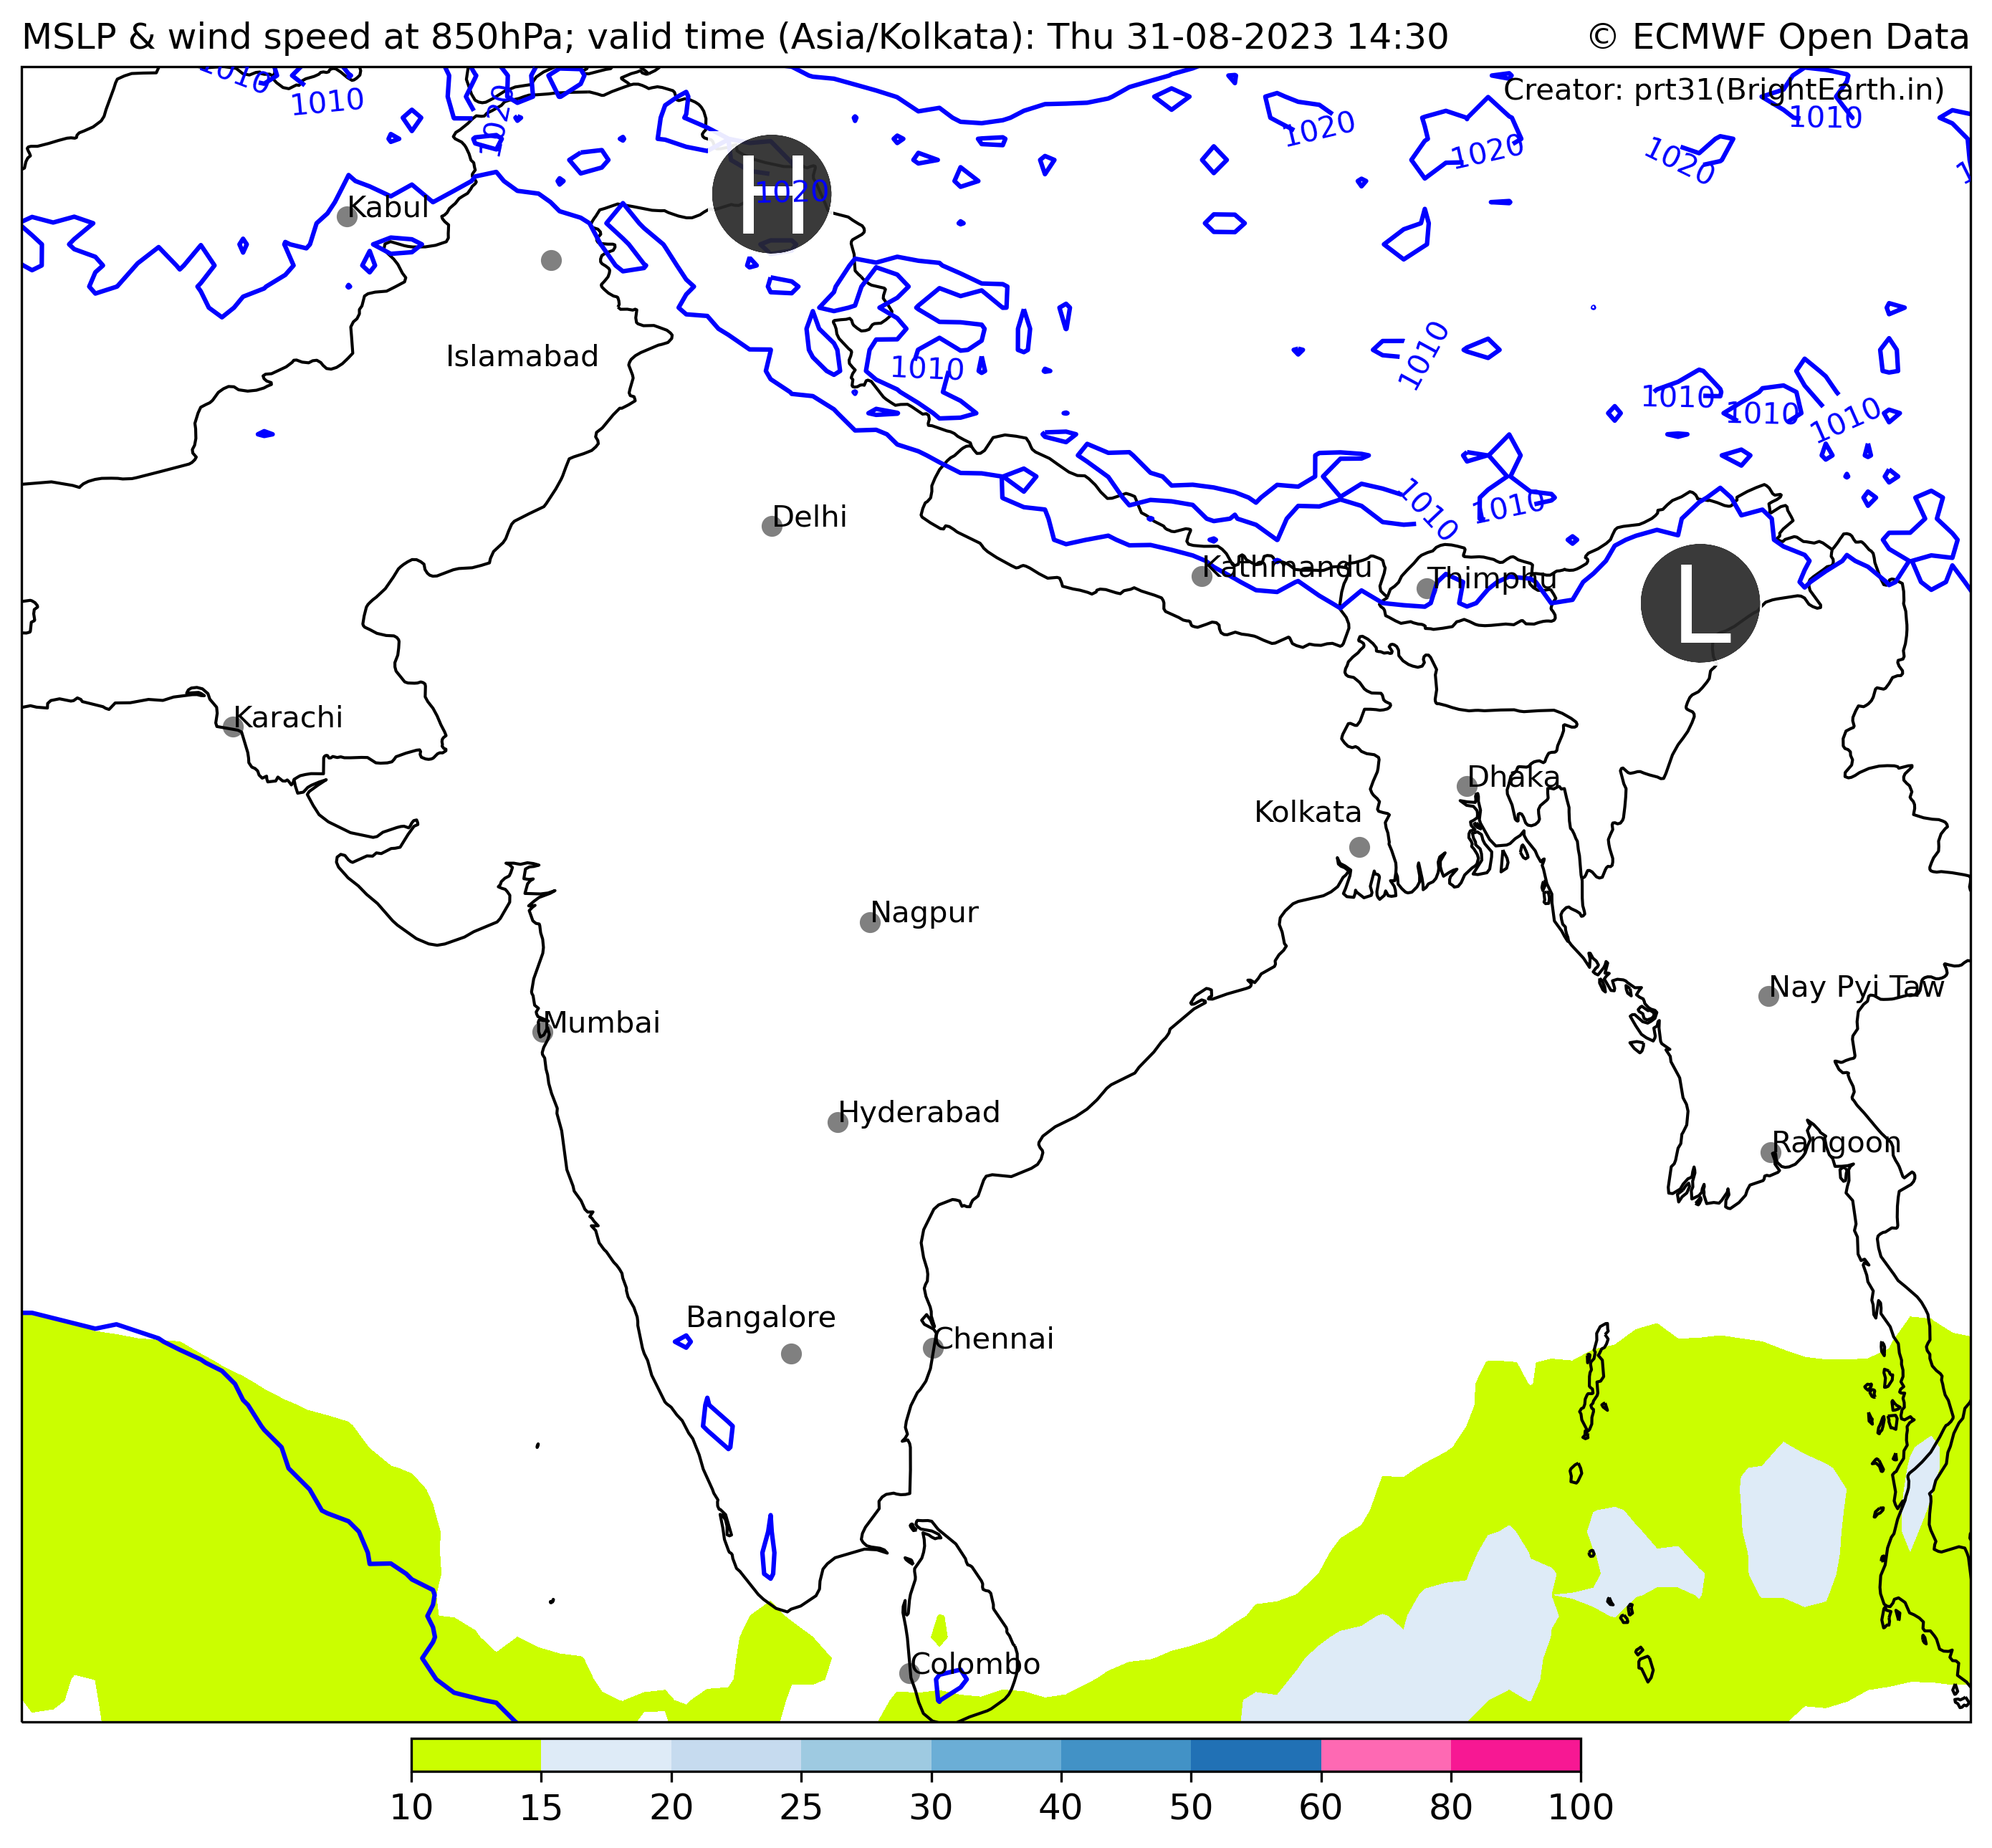 MSLP & wind speed at 850hPa; valid time (Asia/Kolkata): Thu 31-08-2023 14:30
© ECMWF Open Data
Creator: prt31(BrightEarth.in)
1010
1010
1020
1020
1020
1020
1010
H
1020
Kabul
Islamabad
1010
1010
1010
1010
1010
1010
1010
Delhi
Kathmandu
Thimphu
L
Karachi
Dhaka
Kolkata
Nagpur
Nay Pyi Taw
Mumbai
Hyderabad
Rangoon
Bangalore
Chennai
Colombo
10 15 20 25 30 40 50 60 80 100